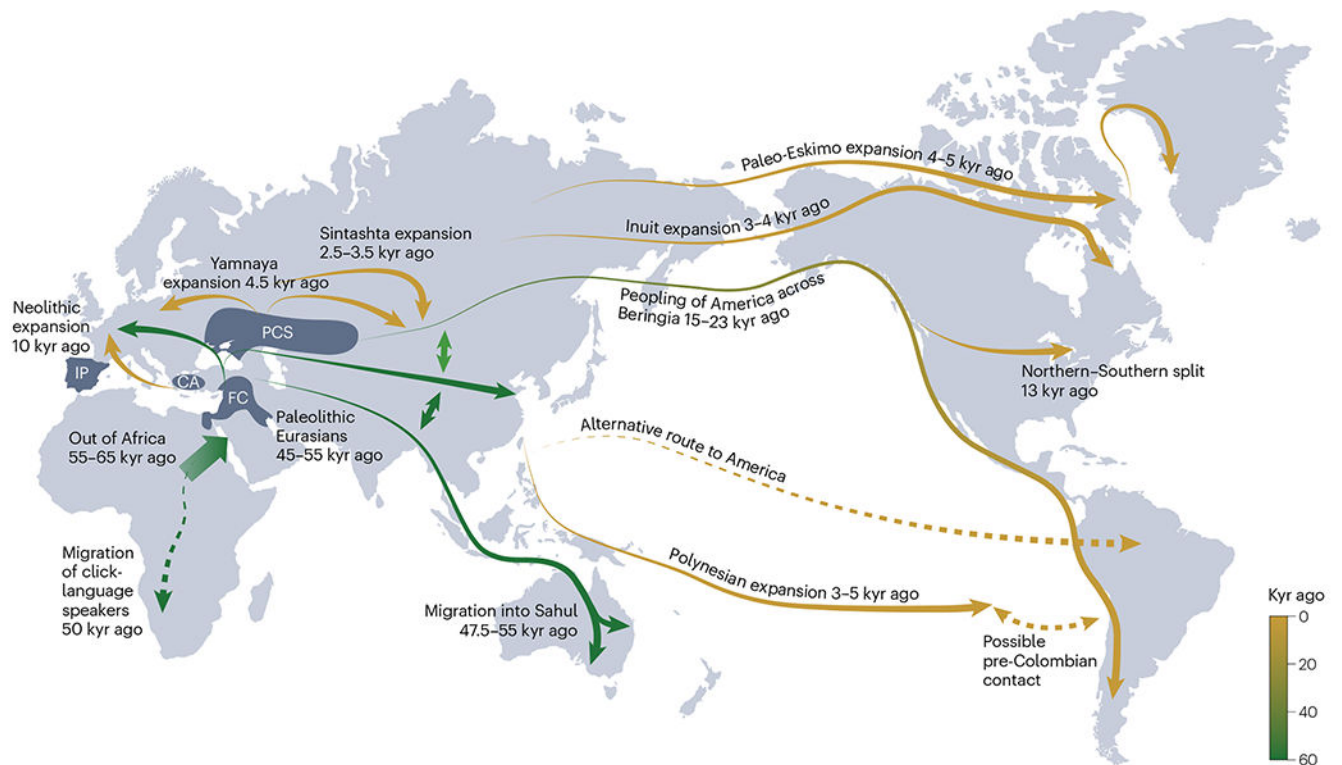 Paleo-Eskimo expansion 4–5 kyr ago
Inuit expansion 3–4 kyr ago
Sintashta expansion
2.5–3.5 kyr ago
Yamnaya
expansion 4.5 kyr ago
Neolithic
expansion
10 kyr ago
PCS
IP
CA
FC
Peopling of America across
Beringia 15–23 kyr ago
Northern–Southern split
13 kyr ago
Out of Africa
55–65 kyr ago
Paleolithic
Eurasians
45–55 kyr ago
Alternative route to America
Migration
of click-
language
speakers
50 kyr ago
Migration into Sahul
47.5–55 kyr ago
Polynesian expansion 3–5 kyr ago
Possible
pre-Colombian
contact
Kyr ago
0
20
40
60